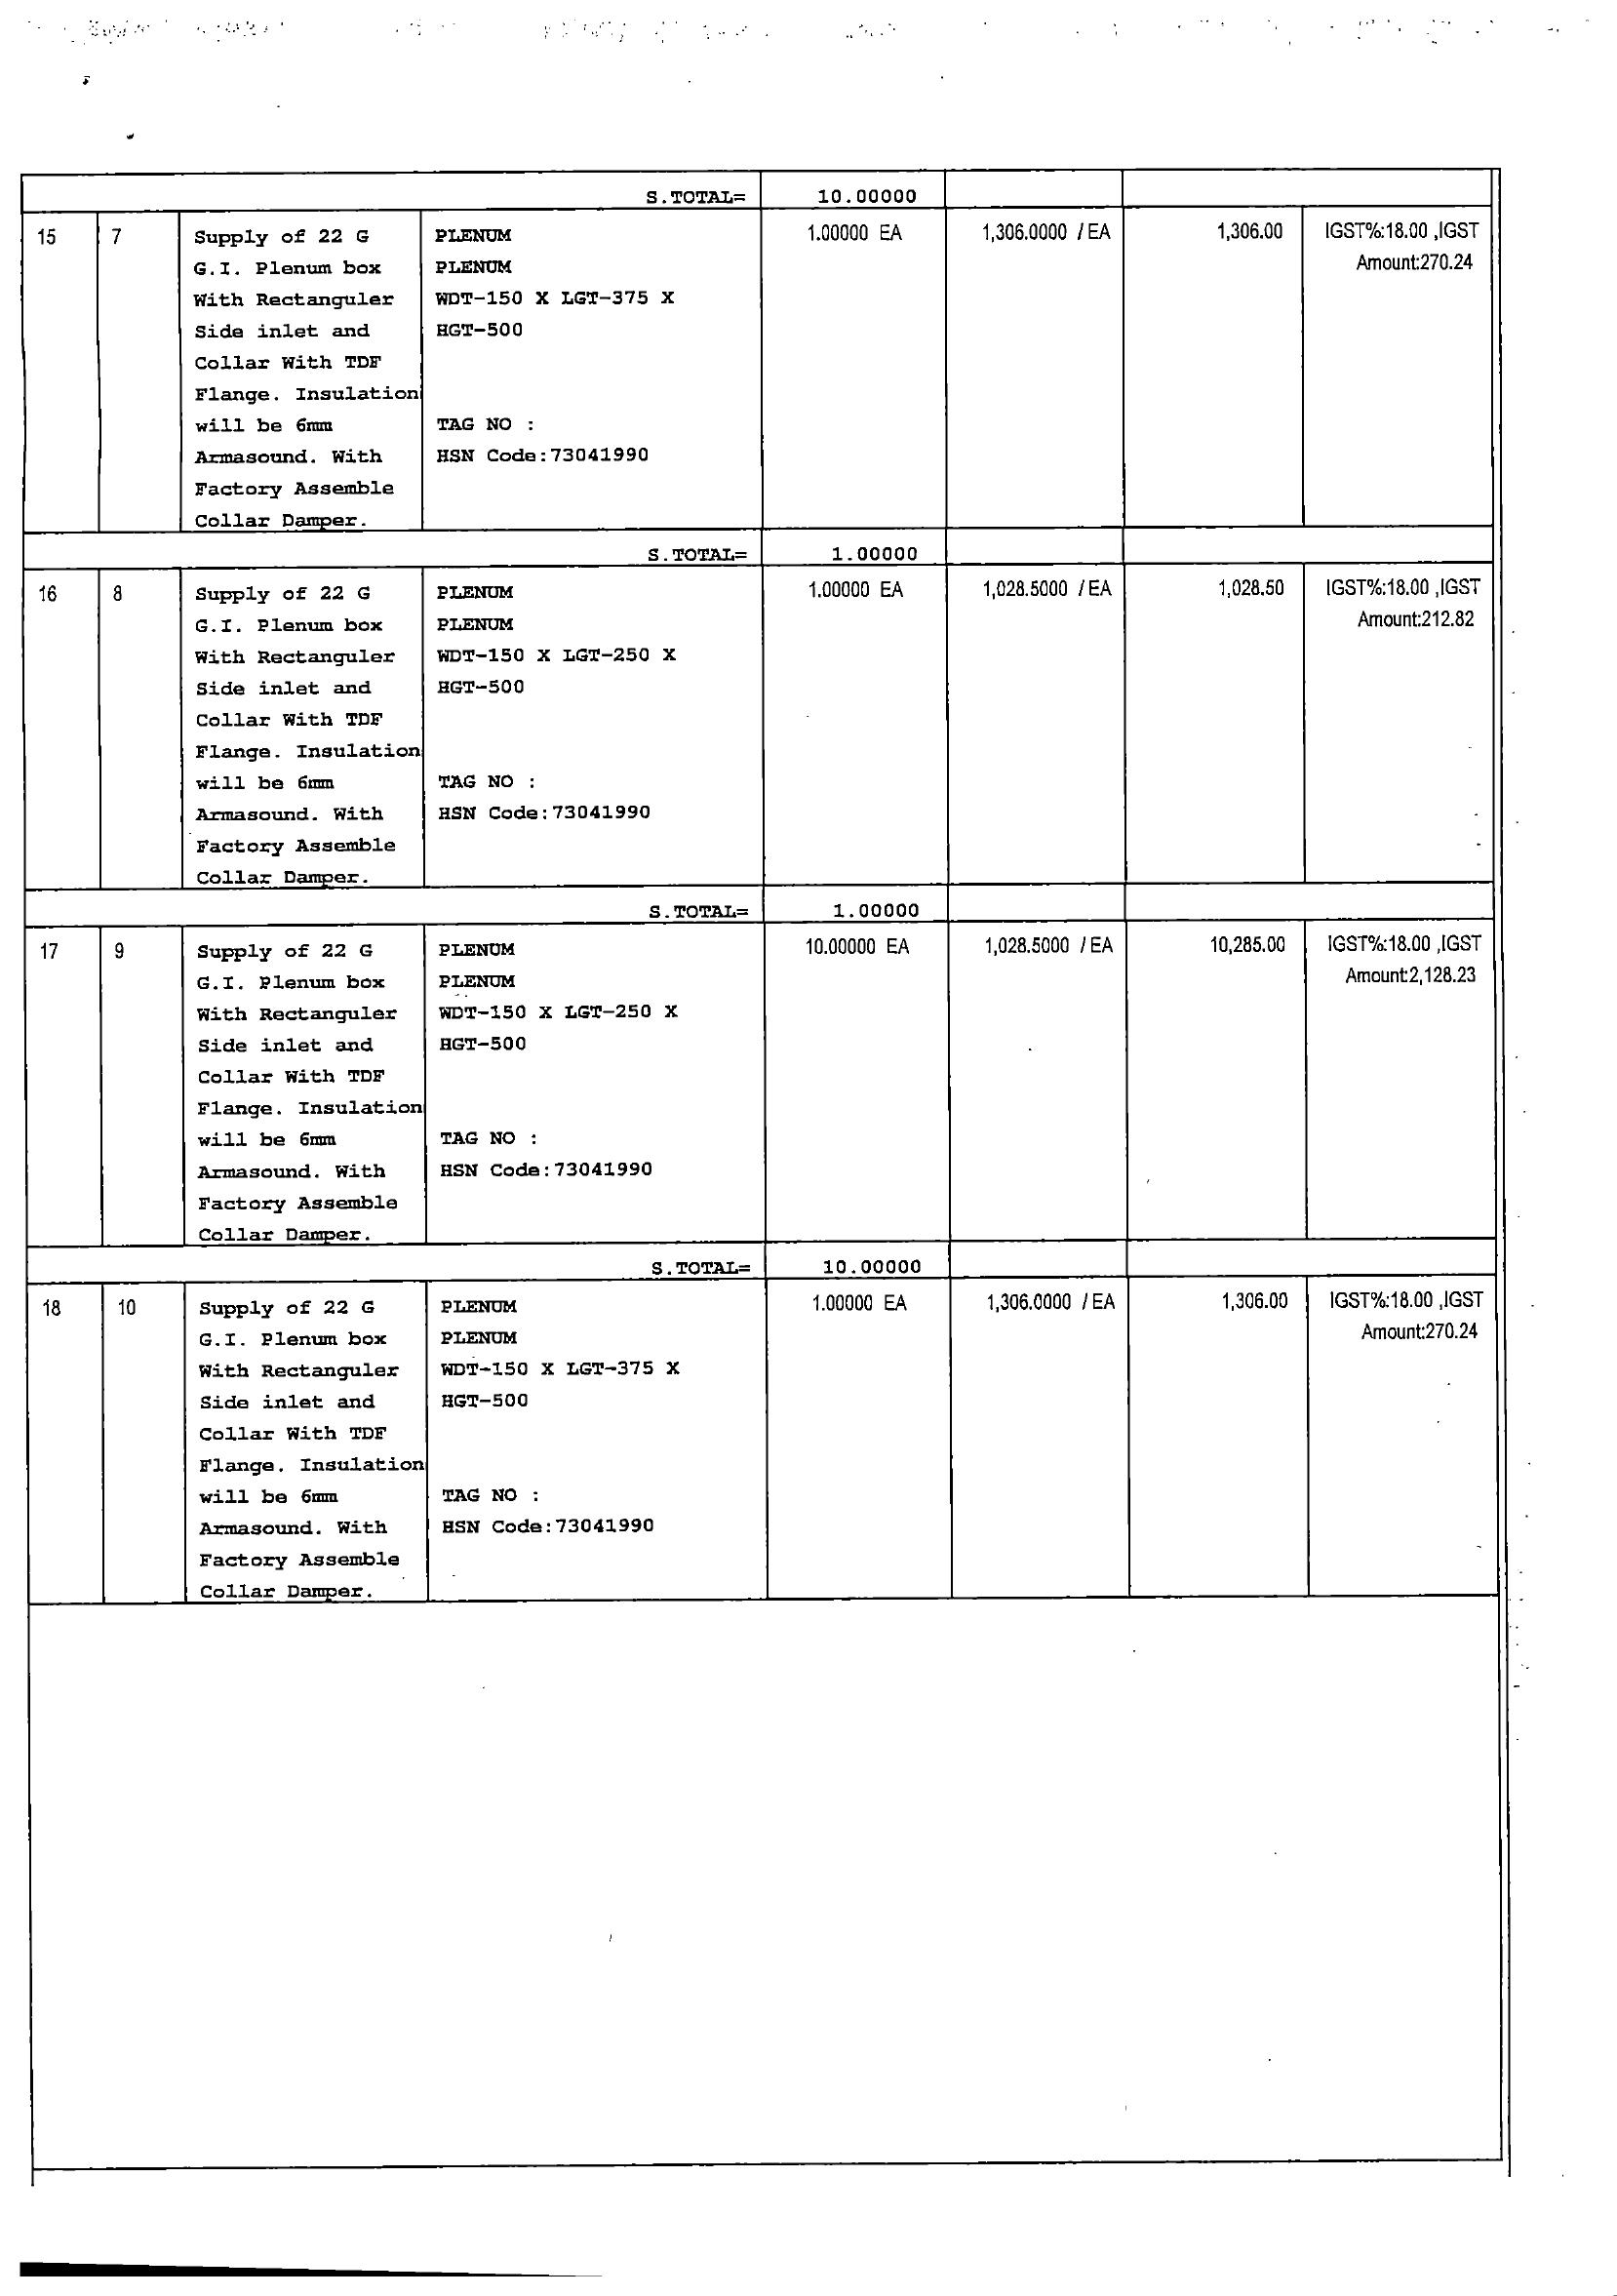 S.TOTAL= 10.00000
15 7 Supply of 22 G PLENUM 1.00000 EA 1,306.0000 / EA 1,306.00 IGST%:18.00 ,IGST
G.I. Plenum box PLENUM Amount:270.24
With Rectanguler WDT-150 X LGT-375 X
Side inlet and HGT-500
Collar With TDF
Flange. Insulation
will be 6mm TAG NO :
Armasound. With HSN Code:73041990
Factory Assemble
Collar Damper.
S.TOTAL= 1.00000
16 8 Supply of 22 G PLENUM 1.00000 EA 1,028.5000 / EA 1,028.50 IGST%:18.00 ,IGST
G.I. Plenum box PLENUM Amount:212.82
With Rectanguler WDT-150 X LGT-250 X
Side inlet and HGT-500
Collar With TDF
Flange. Insulation
will be 6mm TAG NO :
Armasound. With HSN Code:73041990
Factory Assemble
Collar Damper.
S.TOTAL= 1.00000
17 9 Supply of 22 G PLENUM 10.00000 EA 1,028.5000 / EA 10,285.00 IGST%:18.00 ,IGST
G.I. Plenum box PLENUM Amount:2,128.23
With Rectanguler WDT-150 X LGT-250 X
Side inlet and HGT-500
Collar With TDF
Flange. Insulation
will be 6mm TAG NO :
Armasound. With HSN Code:73041990
Factory Assemble
Collar Damper.
S.TOTAL= 10.00000
18 10 Supply of 22 G PLENUM 1.00000 EA 1,306.0000 / EA 1,306.00 IGST%:18.00 ,IGST
G.I. Plenum box PLENUM Amount:270.24
With Rectanguler WDT-150 X LGT-375 X
Side inlet and HGT-500
Collar With TDF
Flange. Insulation
will be 6mm TAG NO :
Armasound. With HSN Code:73041990
Factory Assemble
Collar Damper.